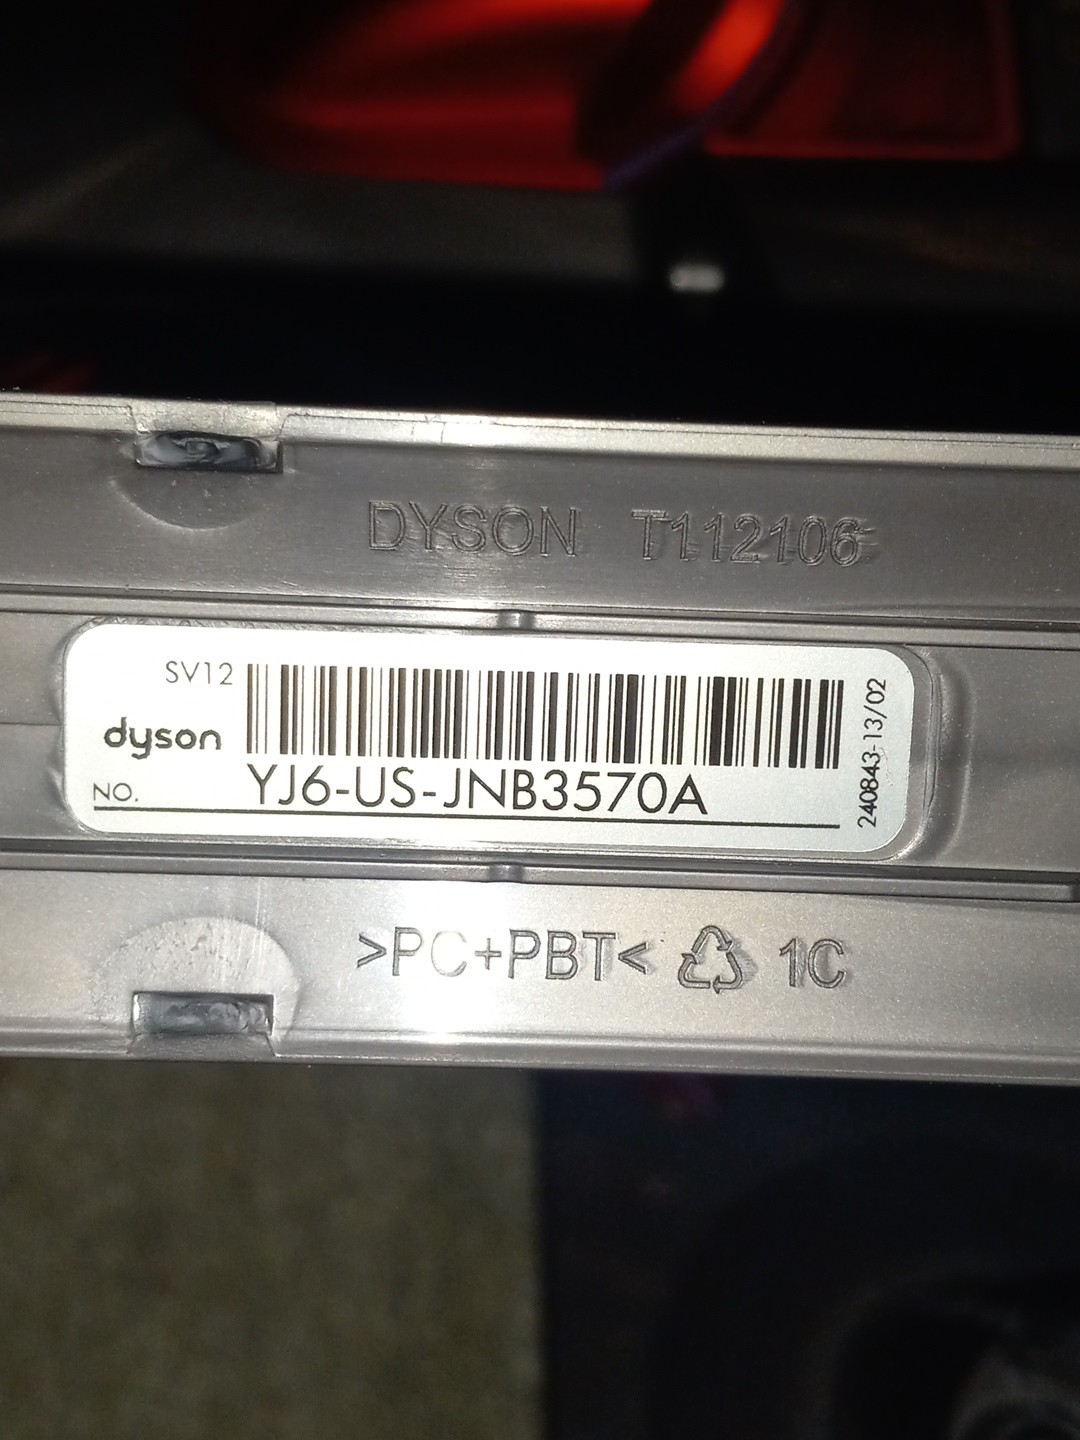 DYSON T112106
SV12
dyson
NO. YJ6-US-JNB3570A
240843-13/02
>PC+PBT< 1C